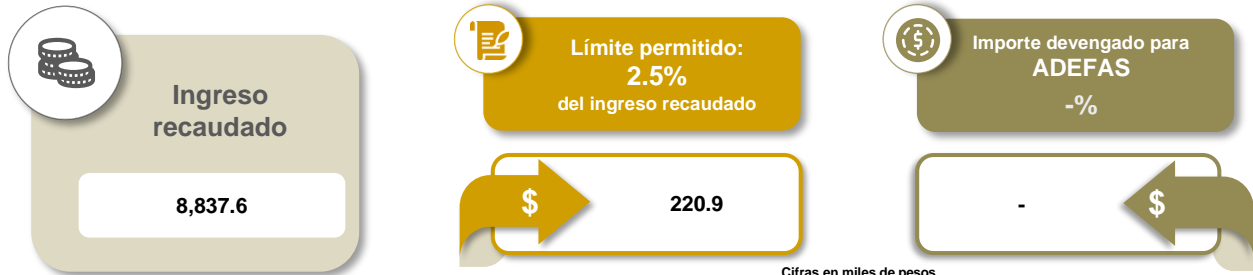 Ingreso
recaudado
8,837.6
Límite permitido:
2.5%
del ingreso recaudado
$
220.9
Importe devengado para
ADEFAS
-%
-
$
Cifras en miles de pesos